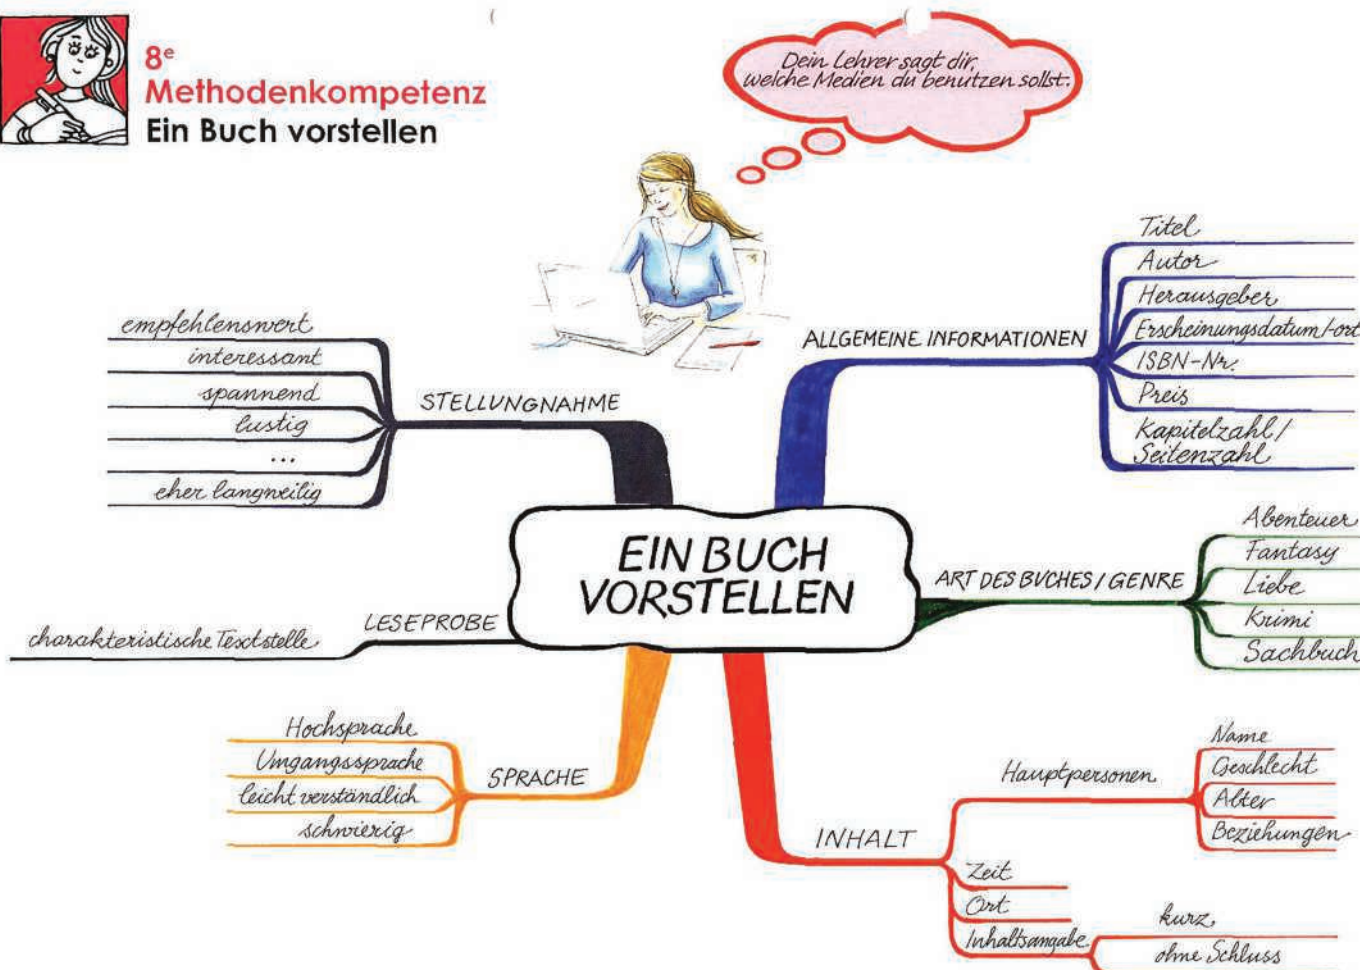 8e
Methodenkompetenz
Ein Buch vorstellen
Dein Lehrer sagt dir,
welche Medien du benutzen sollst.
ALLGEMEINE INFORMATIONEN
Titel
Autor
Herausgeber
Erscheinungsdatum/-ort
ISBN-Nr.
Preis
Kapitelzahl/
Seitenzahl
STELLUNGNAHME
empfehlenswert
interessant
spannend
lustig
...
eher langweilig
EIN BUCH
VORSTELLEN
ART DES BUCHES / GENRE
Abenteuer
Fantasy
Liebe
Krimi
Sachbuch
LESEPROBE
charakteristische Textstelle
SPRACHE
Hochsprache
Umgangssprache
leicht verständlich
schwierig
INHALT
Hauptpersonen
Name
Geschlecht
Alter
Beziehungen
Zeit
Ort
Inhaltsangabe
kurz
ohne Schluss